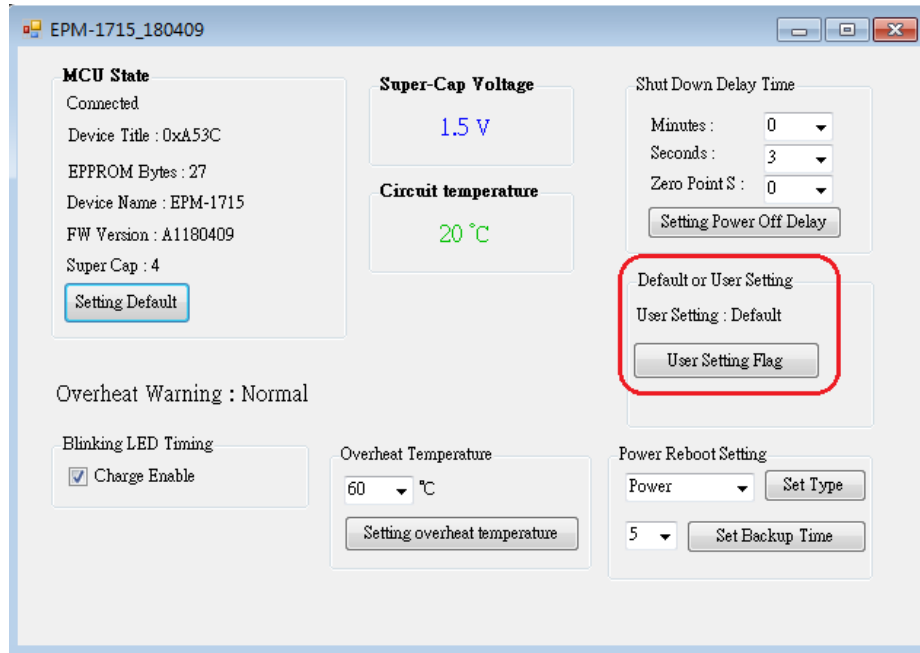 EPM-1715_180409
MCU State
Connected
Device Title : 0xA53C
EPPROM Bytes : 27
Device Name : EPM-1715
FW Version : A1180409
Super Cap : 4
Setting Default
Super-Cap Voltage
1.5 V
Circuit temperature
20 °C
Shut Down Delay Time
Minutes : 0
Seconds : 3
Zero Point S : 0
Setting Power Off Delay
Default or User Setting
User Setting : Default
User Setting Flag
Overheat Warning : Normal
Blinking LED Timing
Charge Enable
Overheat Temperature
60 °C
Setting overheat temperature
Power Reboot Setting
Power Set Type
5 Set Backup Time